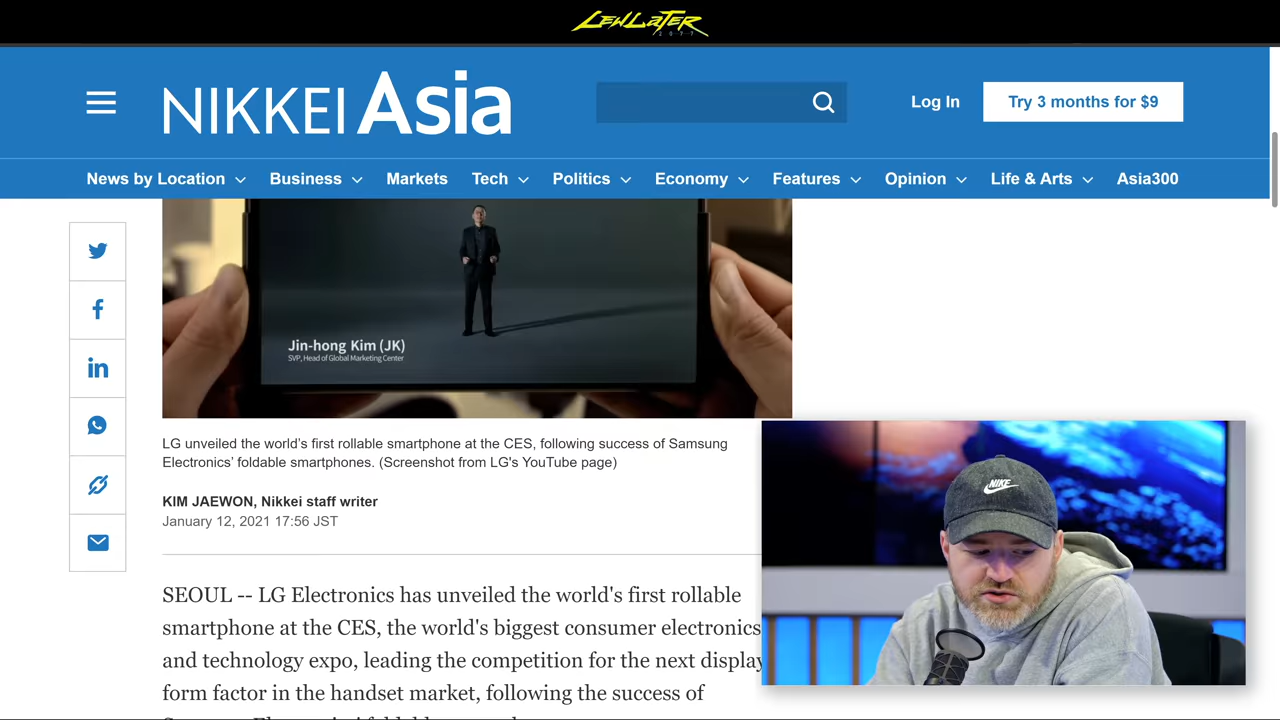 LEWLATER
2077
NIKKEI Asia
Log In
Try 3 months for $9
News by Location
Business
Markets
Tech
Politics
Economy
Features
Opinion
Life & Arts
Asia300
Jin-hong Kim (JK)
SVP, Head of Global Marketing Center
LG unveiled the world's first rollable smartphone at the CES, following success of Samsung
Electronics' foldable smartphones. (Screenshot from LG's YouTube page)
KIM JAEWON, Nikkei staff writer
January 12, 2021 17:56 JST
SEOUL -- LG Electronics has unveiled the world's first rollable
smartphone at the CES, the world's biggest consumer electronics
and technology expo, leading the competition for the next display
form factor in the handset market, following the success of
NIKE